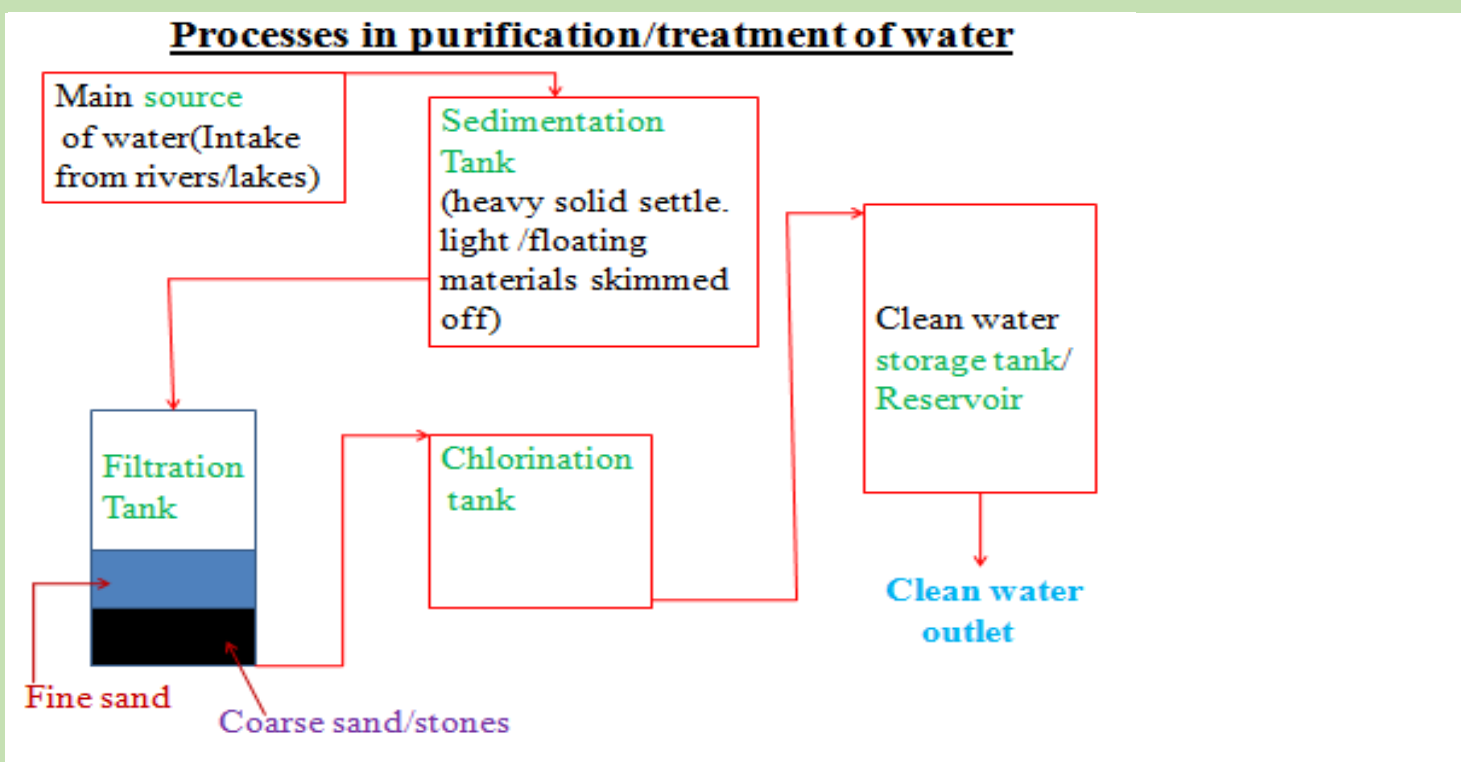 Processes in purification/treatment of water
Main source
of water(Intake
from rivers/lakes)
Sedimentation
Tank
(heavy solid settle.
light /floating
materials skimmed
off)
Filtration
Tank
Fine sand
Coarse sand/stones
Chlorination
tank
Clean water
storage tank/
Reservoir
Clean water
outlet